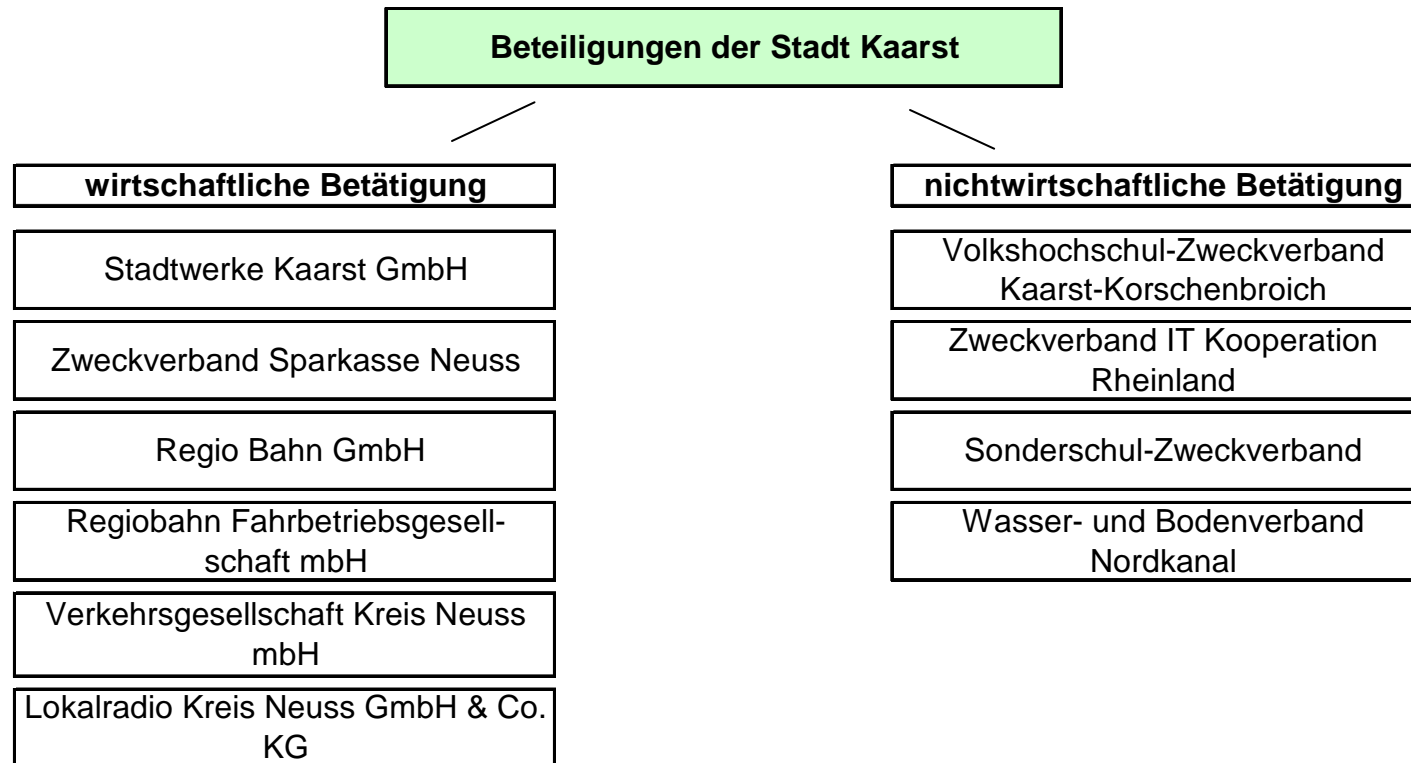 Beteiligungen der Stadt Kaarst
wirtschaftliche Betätigung
Stadtwerke Kaarst GmbH
Zweckverband Sparkasse Neuss
Regio Bahn GmbH
Regiobahn Fahrbetriebsgesell-
schaft mbH
Verkehrsgesellschaft Kreis Neuss
mbH
Lokalradio Kreis Neuss GmbH & Co.
KG
nichtwirtschaftliche Betätigung
Volkshochschul-Zweckverband
Kaarst-Korschenbroich
Zweckverband IT Kooperation
Rheinland
Sonderschul-Zweckverband
Wasser- und Bodenverband
Nordkanal